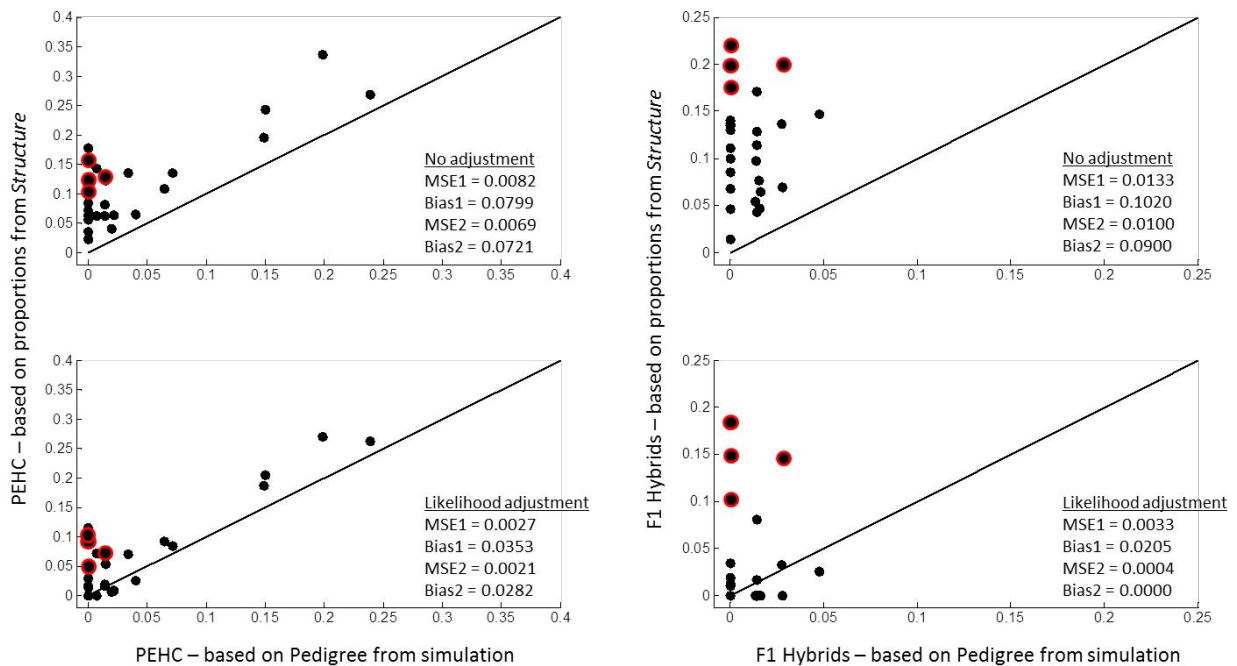 PEHC – based on proportions from Structure
0.4
0.35
0.3
0.25
0.2
0.15
0.1
0.05
0
0 0.05 0.1 0.15 0.2 0.25 0.3 0.35 0.4
No adjustment
MSE1 = 0.0082
Bias1 = 0.0799
MSE2 = 0.0069
Bias2 = 0.0721
F1 Hybrids – based on proportions from Structure
0.25
0.2
0.15
0.1
0.05
0
0 0.05 0.1 0.15 0.2 0.25
No adjustment
MSE1 = 0.0133
Bias1 = 0.1020
MSE2 = 0.0100
Bias2 = 0.0900
0.4
0.35
0.3
0.25
0.2
0.15
0.1
0.05
0
0 0.05 0.1 0.15 0.2 0.25 0.3 0.35 0.4
Likelihood adjustment
MSE1 = 0.0027
Bias1 = 0.0353
MSE2 = 0.0021
Bias2 = 0.0282
0.25
0.2
0.15
0.1
0.05
0
0 0.05 0.1 0.15 0.2 0.25
Likelihood adjustment
MSE1 = 0.0033
Bias1 = 0.0205
MSE2 = 0.0004
Bias2 = 0.0000
PEHC – based on Pedigree from simulation
F1 Hybrids – based on Pedigree from simulation